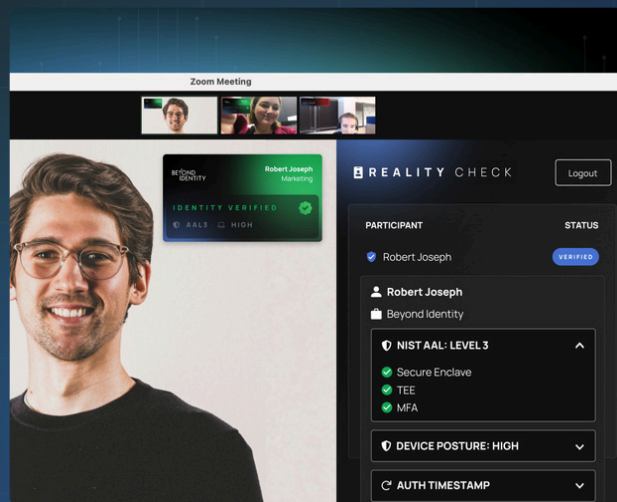 Zoom Meeting
BEYOND
IDENTITY
Robert Joseph
Marketing
IDENTITY VERIFIED
AAL3 HIGH
REALITY CHECK
Logout
PARTICIPANT STATUS
Robert Joseph VERIFIED
Robert Joseph
Beyond Identity
NIST AAL: LEVEL 3
Secure Enclave
TEE
MFA
DEVICE POSTURE: HIGH
AUTH TIMESTAMP